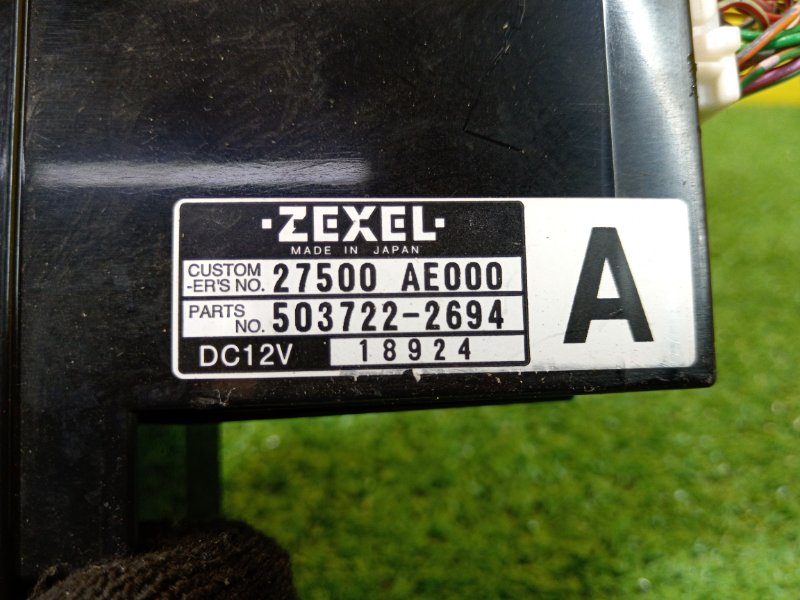 ·ZEXEL·
MADE IN JAPAN
CUSTOM
-ER'S NO. 27500 AE000
PARTS
NO. 503722-2694
DC12V 18924
A